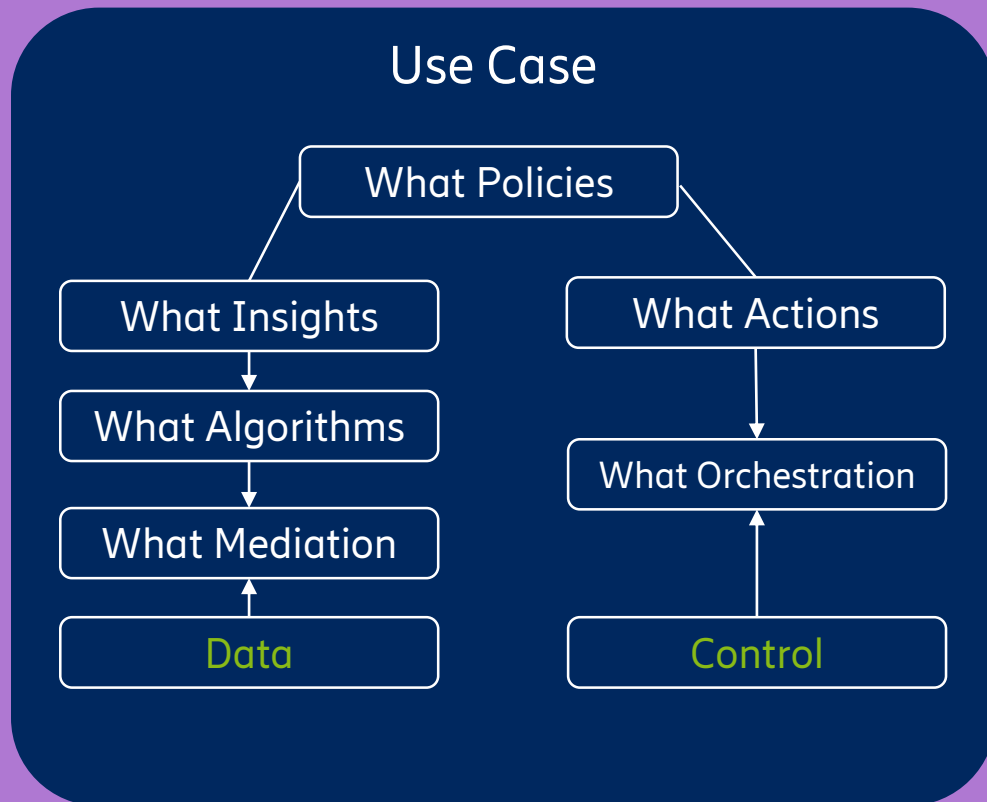 Use Case
What Policies
What Insights
What Actions
What Algorithms
What Orchestration
What Mediation
Data
Control